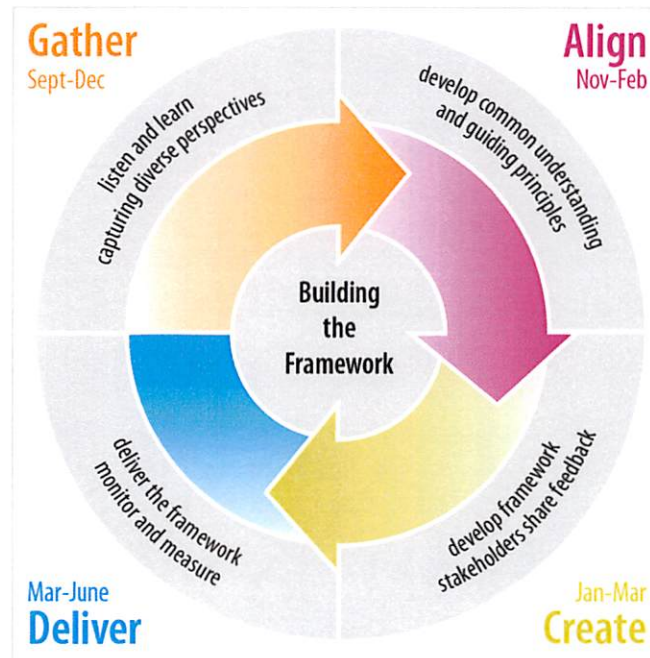 Gather
Sept-Dec
listen and learn
capturing diverse perspectives
Align
Nov-Feb
develop common understanding
and guiding principles
Building
the
Framework
deliver the framework
monitor and measure
Mar-June
Deliver
develop framework
stakeholders share feedback
Jan-Mar
Create